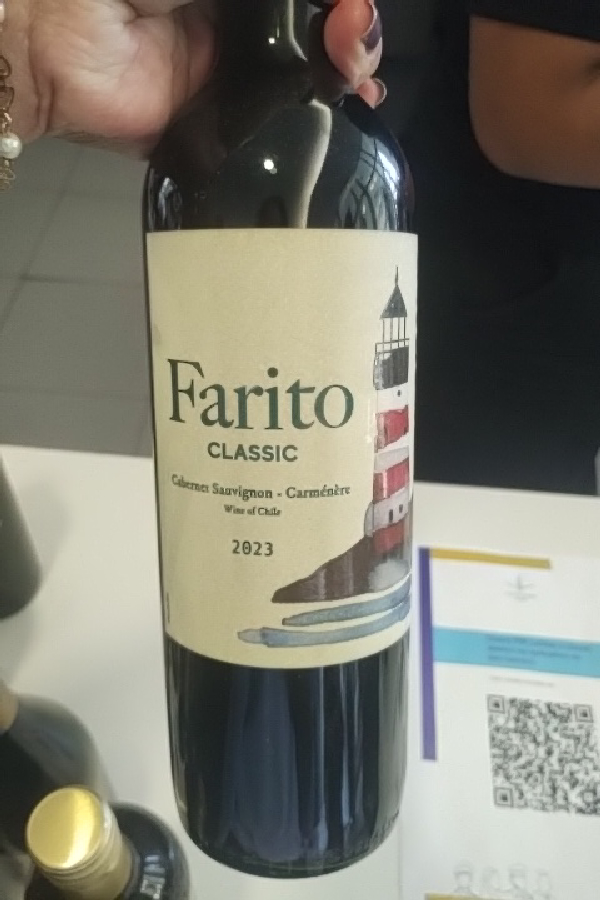 Farito
CLASSIC
Cabernet Sauvignon - Carménère
Wine of Chile
2023